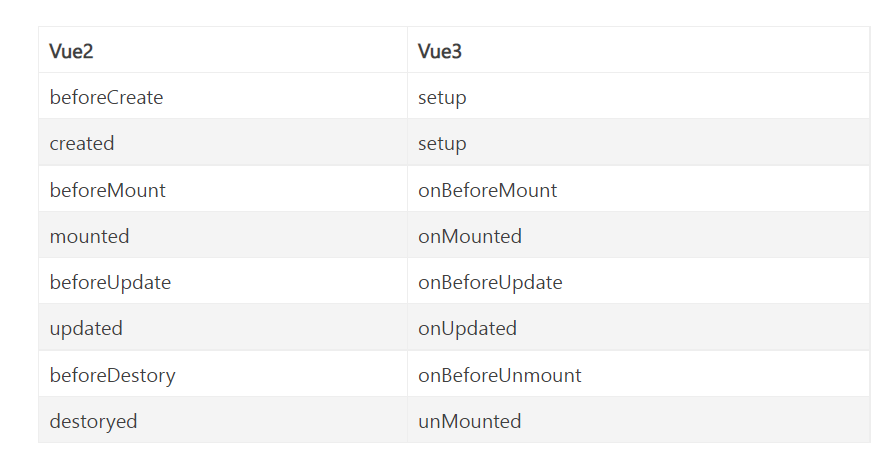 Vue2 Vue3
beforeCreate setup
created setup
beforeMount onBeforeMount
mounted onMounted
beforeUpdate onBeforeUpdate
updated onUpdated
beforeDestory onBeforeUnmount
destoryed unMounted